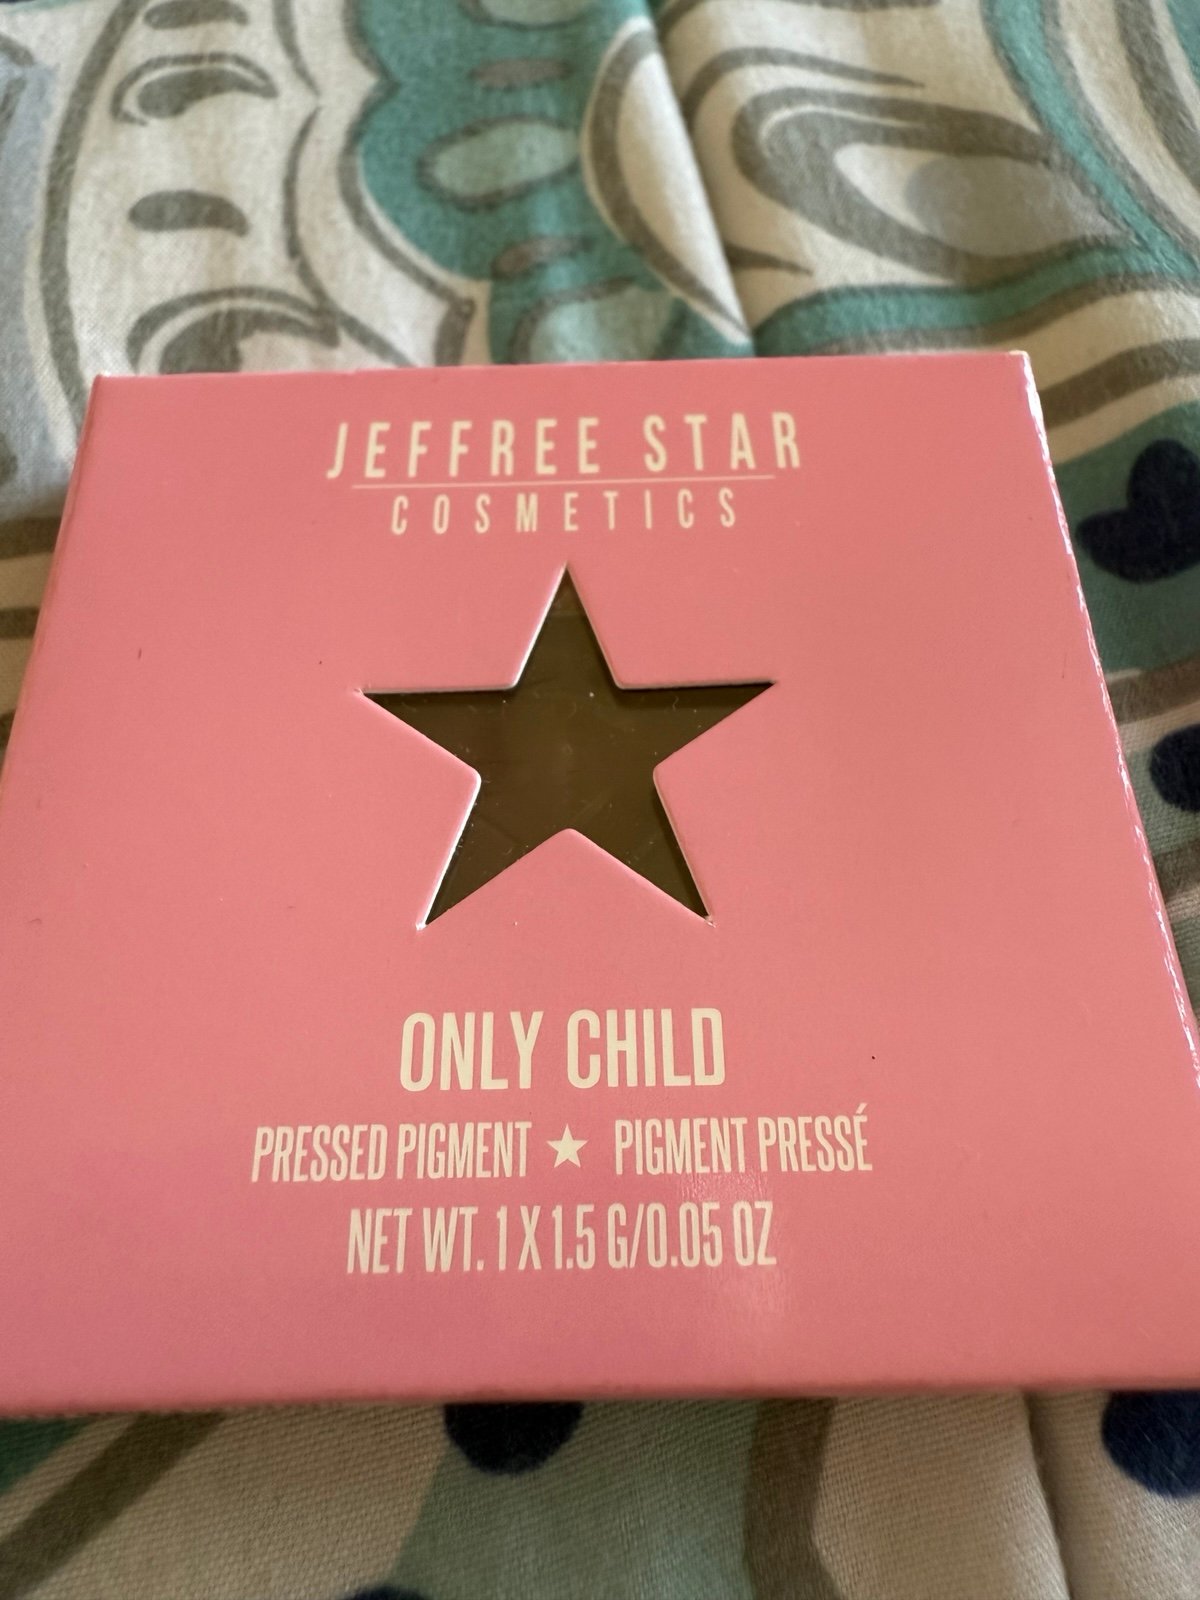 JEFFREE STAR
COSMETICS
ONLY CHILD
PRESSED PIGMENT ★ PIGMENT PRESSÉ
NET WT. 1 X 1.5 G/0.05 OZ